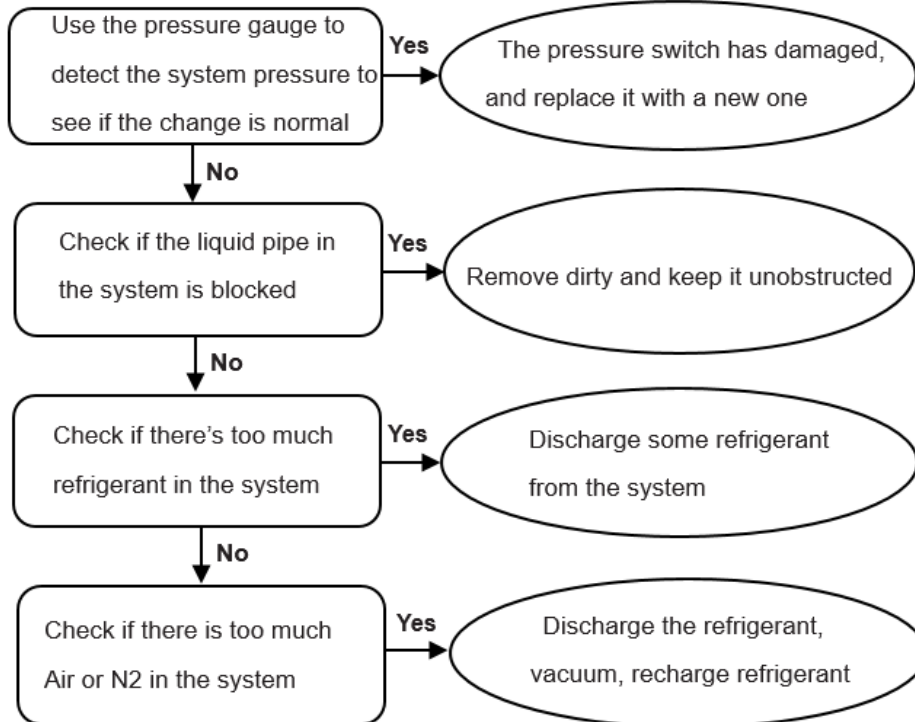 Use the pressure gauge to
detect the system pressure to
see if the change is normal
Yes
The pressure switch has damaged,
and replace it with a new one
No
Check if the liquid pipe in
the system is blocked
Yes
Remove dirty and keep it unobstructed
No
Check if there's too much
refrigerant in the system
Yes
Discharge some refrigerant
from the system
No
Check if there is too much
Air or N2 in the system
Yes
Discharge the refrigerant,
vacuum, recharge refrigerant